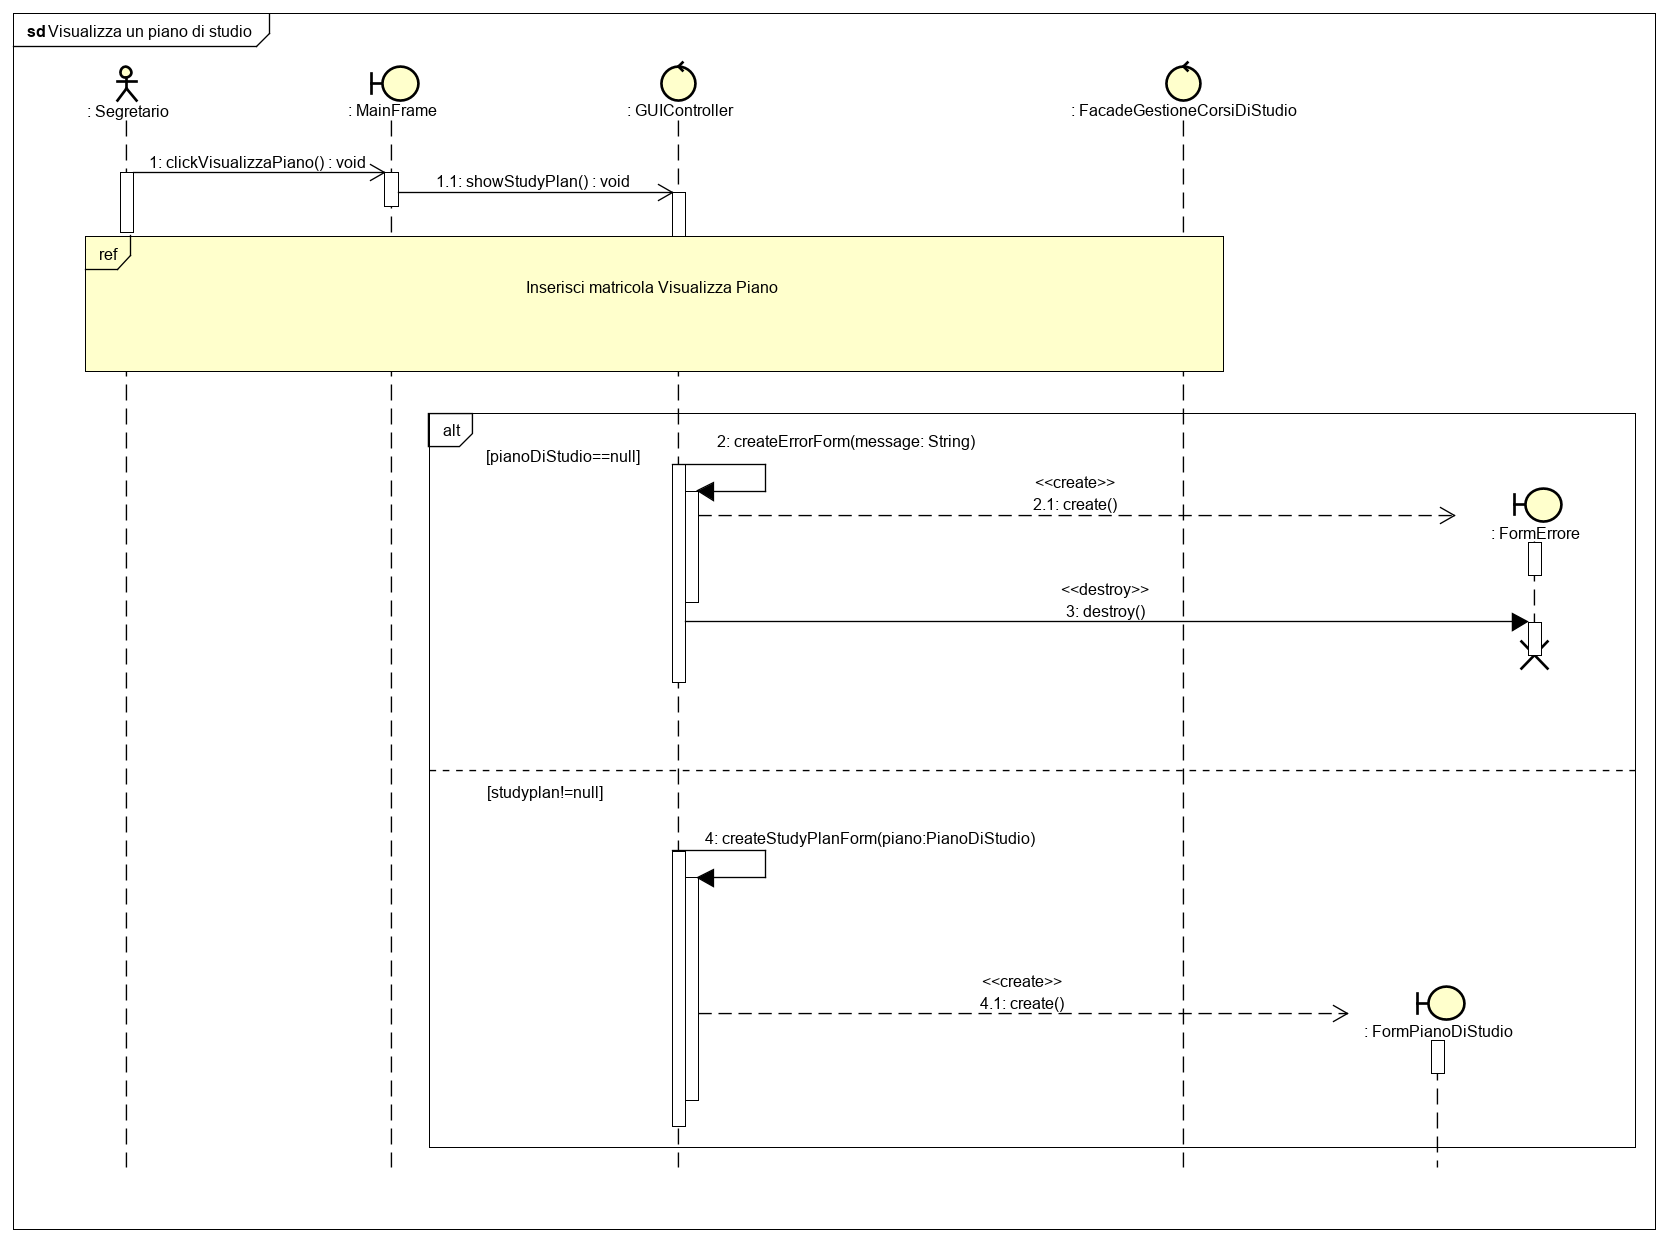 sd Visualizza un piano di studio
: Segretario
: MainFrame
: GUIController
: FacadeGestioneCorsiDiStudio
1: clickVisualizzaPiano() : void
1.1: showStudyPlan() : void
ref
Inserisci matricola Visualizza Piano
alt
2: createErrorForm(message: String)
[pianoDiStudio==null]
<<create>>
2.1: create()
: FormErrore
<<destroy>>
3: destroy()
[studyplan!=null]
4: createStudyPlanForm(piano:PianoDiStudio)
<<create>>
4.1: create()
: FormPianoDiStudio